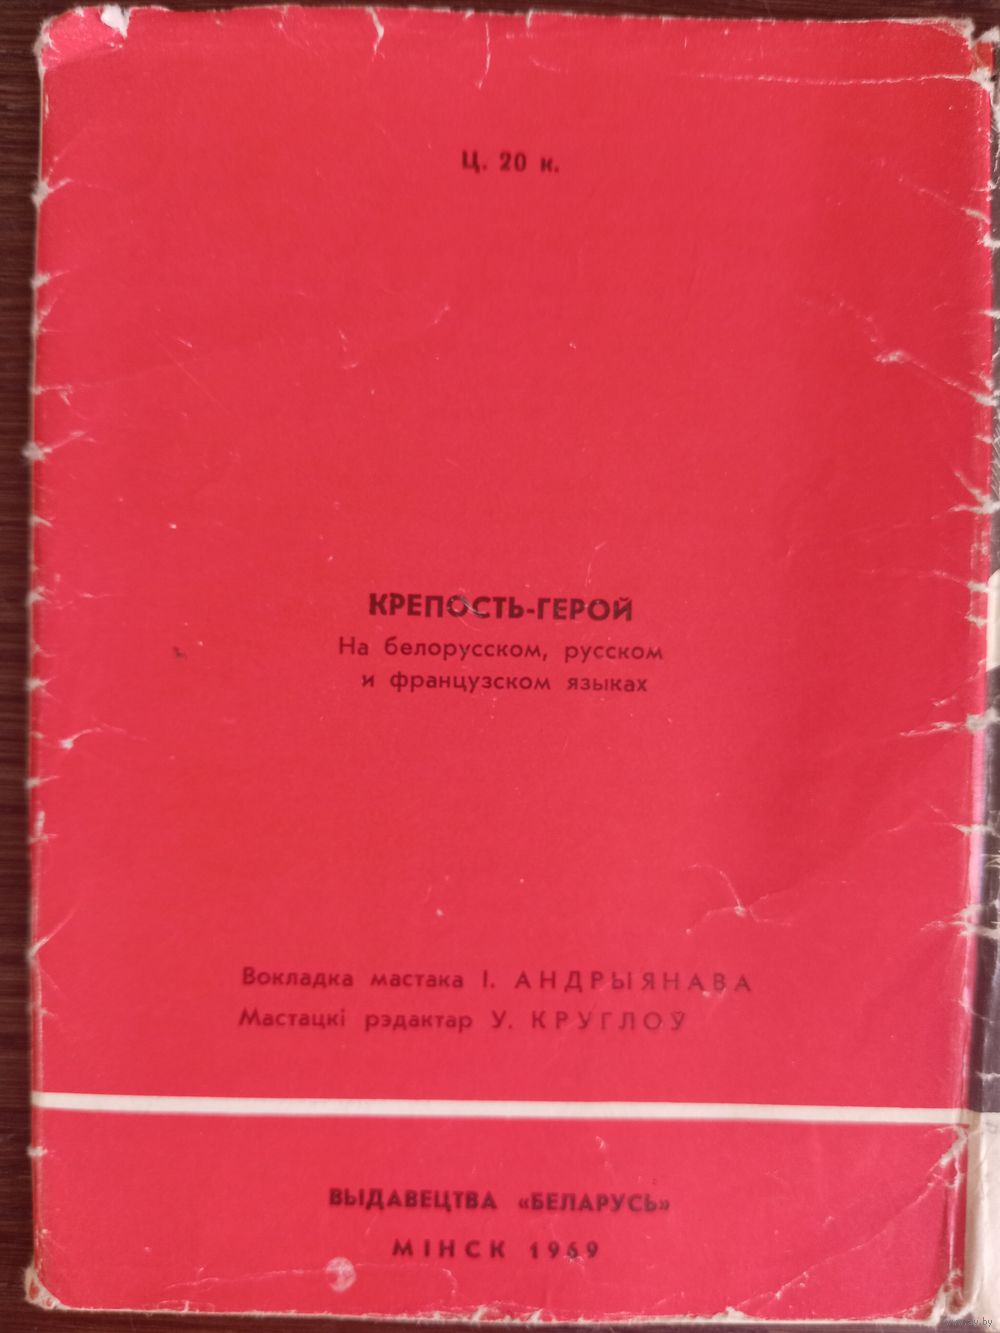 Ц. 20 к.
КРЕПОСТЬ-ГЕРОЙ
На белорусском, русском
и французском языках
Вокладка мастака І. АНДРЫЯНАВА
Мастацкі рэдактар У. КРУГЛОЎ
ВЫДАВЕЦТВА «БЕЛАРУСЬ»
МІНСК 1969